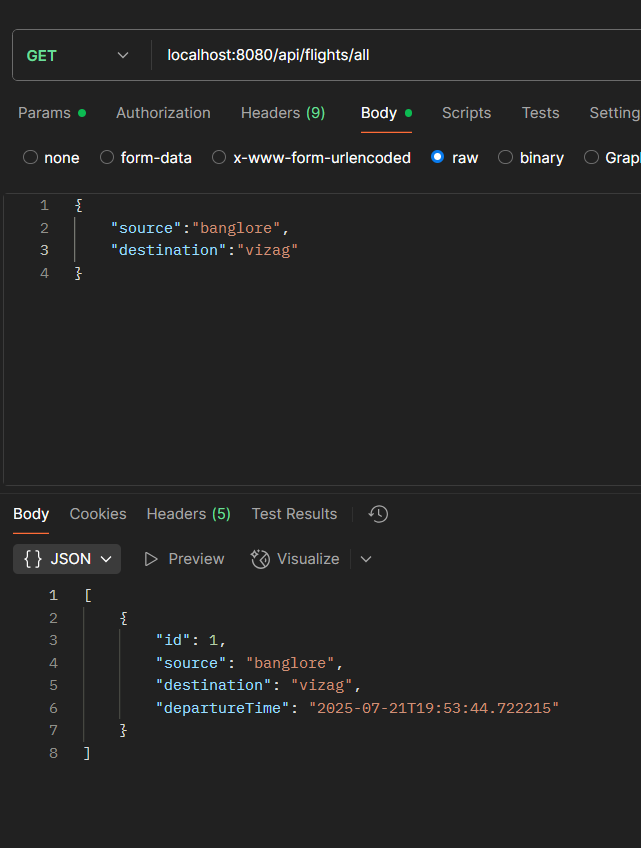 GET localhost:8080/api/flights/all
Params Authorization Headers (9) Body Scripts Tests Setting
none form-data x-www-form-urlencoded raw binary Grap
1 {
2 "source":"banglore",
3 "destination":"vizag"
4 }
Body Cookies Headers (5) Test Results
{} JSON Preview Visualize
1 [
2 {
3 "id": 1,
4 "source": "banglore",
5 "destination": "vizag",
6 "departureTime": "2025-07-21T19:53:44.722215"
7 }
8 ]